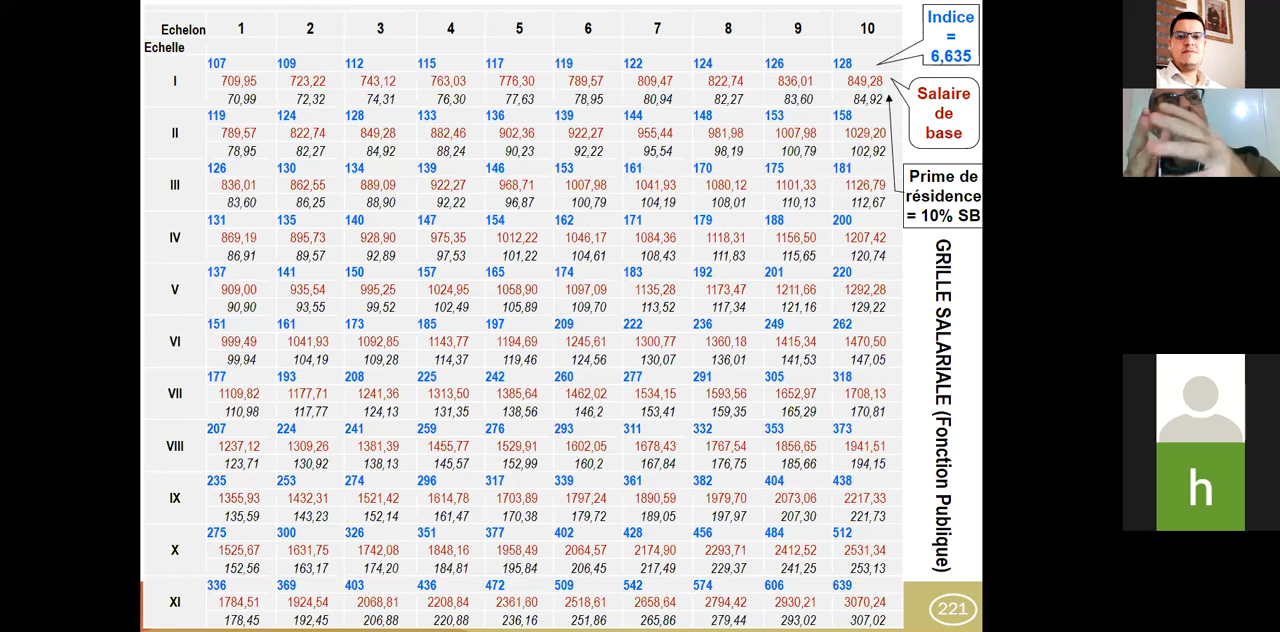 Echelon 1 2 3 4 5 6 7 8 9 10
Echelle
107 109 112 115 117 119 122 124 126 128
I 709,95 723,22 743,12 763,03 776,30 789,57 809,47 822,74 836,01 849,28
70,99 72,32 74,31 76,30 77,63 78,95 80,94 82,27 83,60 84,92
119 124 128 133 136 139 144 148 153 158
II 789,57 822,74 849,28 882,46 902,36 922,27 955,44 981,98 1007,98 1029,20
78,95 82,27 84,92 88,24 90,23 92,22 95,54 98,19 100,79 102,92
126 130 134 139 146 153 161 170 175 181
III 836,01 862,55 889,09 922,27 968,71 1007,98 1041,93 1080,12 1101,33 1126,79
83,60 86,25 88,90 92,22 96,87 100,79 104,19 108,01 110,13 112,67
131 135 140 147 154 162 171 179 188 200
IV 869,19 895,73 928,90 975,35 1012,22 1046,17 1084,36 1118,31 1156,50 1207,42
86,91 89,57 92,89 97,53 101,22 104,61 108,43 111,83 115,65 120,74
137 141 150 157 165 174 183 192 201 220
V 909,00 935,54 995,25 1024,95 1058,90 1097,09 1135,28 1173,47 1211,66 1292,28
90,90 93,55 99,52 102,49 105,89 109,70 113,52 117,34 121,16 129,22
151 161 173 185 197 209 222 236 249 262
VI 999,49 1041,93 1092,85 1143,77 1194,69 1245,61 1300,77 1360,18 1415,34 1470,50
99,94 104,19 109,28 114,37 119,46 124,56 130,07 136,01 141,53 147,05
177 193 208 225 242 260 277 291 305 318
VII 1109,82 1177,71 1241,36 1313,50 1385,64 1462,02 1534,15 1593,56 1652,97 1708,13
110,98 117,77 124,13 131,35 138,56 146,2 153,41 159,35 165,29 170,81
207 224 241 259 276 293 311 332 353 373
VIII 1237,12 1309,26 1381,39 1455,77 1529,91 1602,05 1678,43 1767,54 1856,65 1941,51
123,71 130,92 138,13 145,57 152,99 160,2 167,84 176,75 185,66 194,15
235 253 274 296 317 339 361 382 404 438
IX 1355,93 1432,31 1521,42 1614,78 1703,89 1797,24 1890,59 1979,70 2073,06 2217,33
135,59 143,23 152,14 161,47 170,38 179,72 189,05 197,97 207,30 221,73
275 300 326 351 377 402 428 456 484 512
X 1525,67 1631,75 1742,08 1848,16 1958,49 2064,57 2174,90 2293,71 2412,52 2531,34
152,56 163,17 174,20 184,81 195,84 206,45 217,49 229,37 241,25 253,13
336 369 403 436 472 509 542 574 606 639
XI 1784,51 1924,54 2068,81 2208,84 2361,60 2518,61 2658,64 2794,42 2930,21 3070,24
178,45 192,45 206,88 220,88 236,16 251,86 265,86 279,44 293,02 307,02
Indice
=
6,635
Salaire
de
base
Prime de
résidence
= 10% SB
GRILLE SALARIALE (Fonction Publique)
221
h